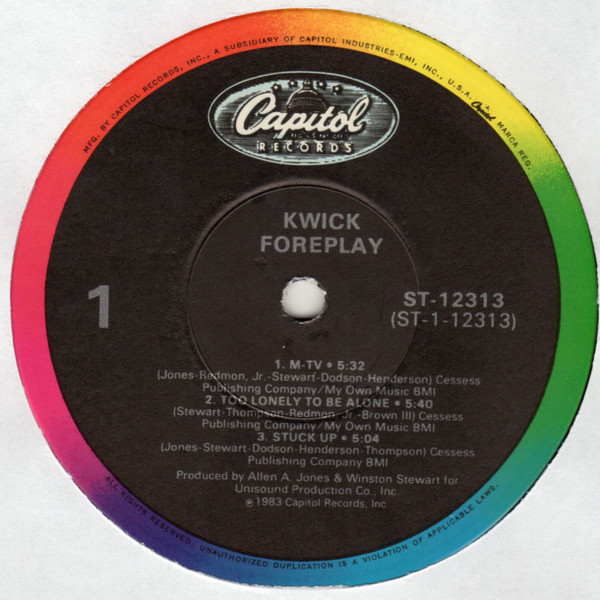 MFG. BY CAPITOL RECORDS, INC., A SUBSIDIARY OF CAPITOL INDUSTRIES-EMI, INC., U.S.A. Capitol MARCA REG.
Capitol
RECORDS
KWICK
FOREPLAY
1
ST-12313
(ST-1-12313)
1. M-TV • 5:32
(Jones-Redmon, Jr.-Stewart-Dodson-Henderson) Cessess
Publishing Company/My Own Music BMI
2. TOO LONELY TO BE ALONE • 5:40
(Stewart-Thompson-Redmon, Jr.-Brown III) Cessess
Publishing Company/My Own Music BMI
3. STUCK UP • 5:04
(Jones-Stewart-Dodson-Henderson-Thompson) Cessess
Publishing Company BMI
Produced by Allen A. Jones & Winston Stewart for
Unisound Production Co., Inc.
℗ 1983 Capitol Records, Inc.
ALL RIGHTS RESERVED. UNAUTHORIZED DUPLICATION IS A VIOLATION OF APPLICABLE LAWS.